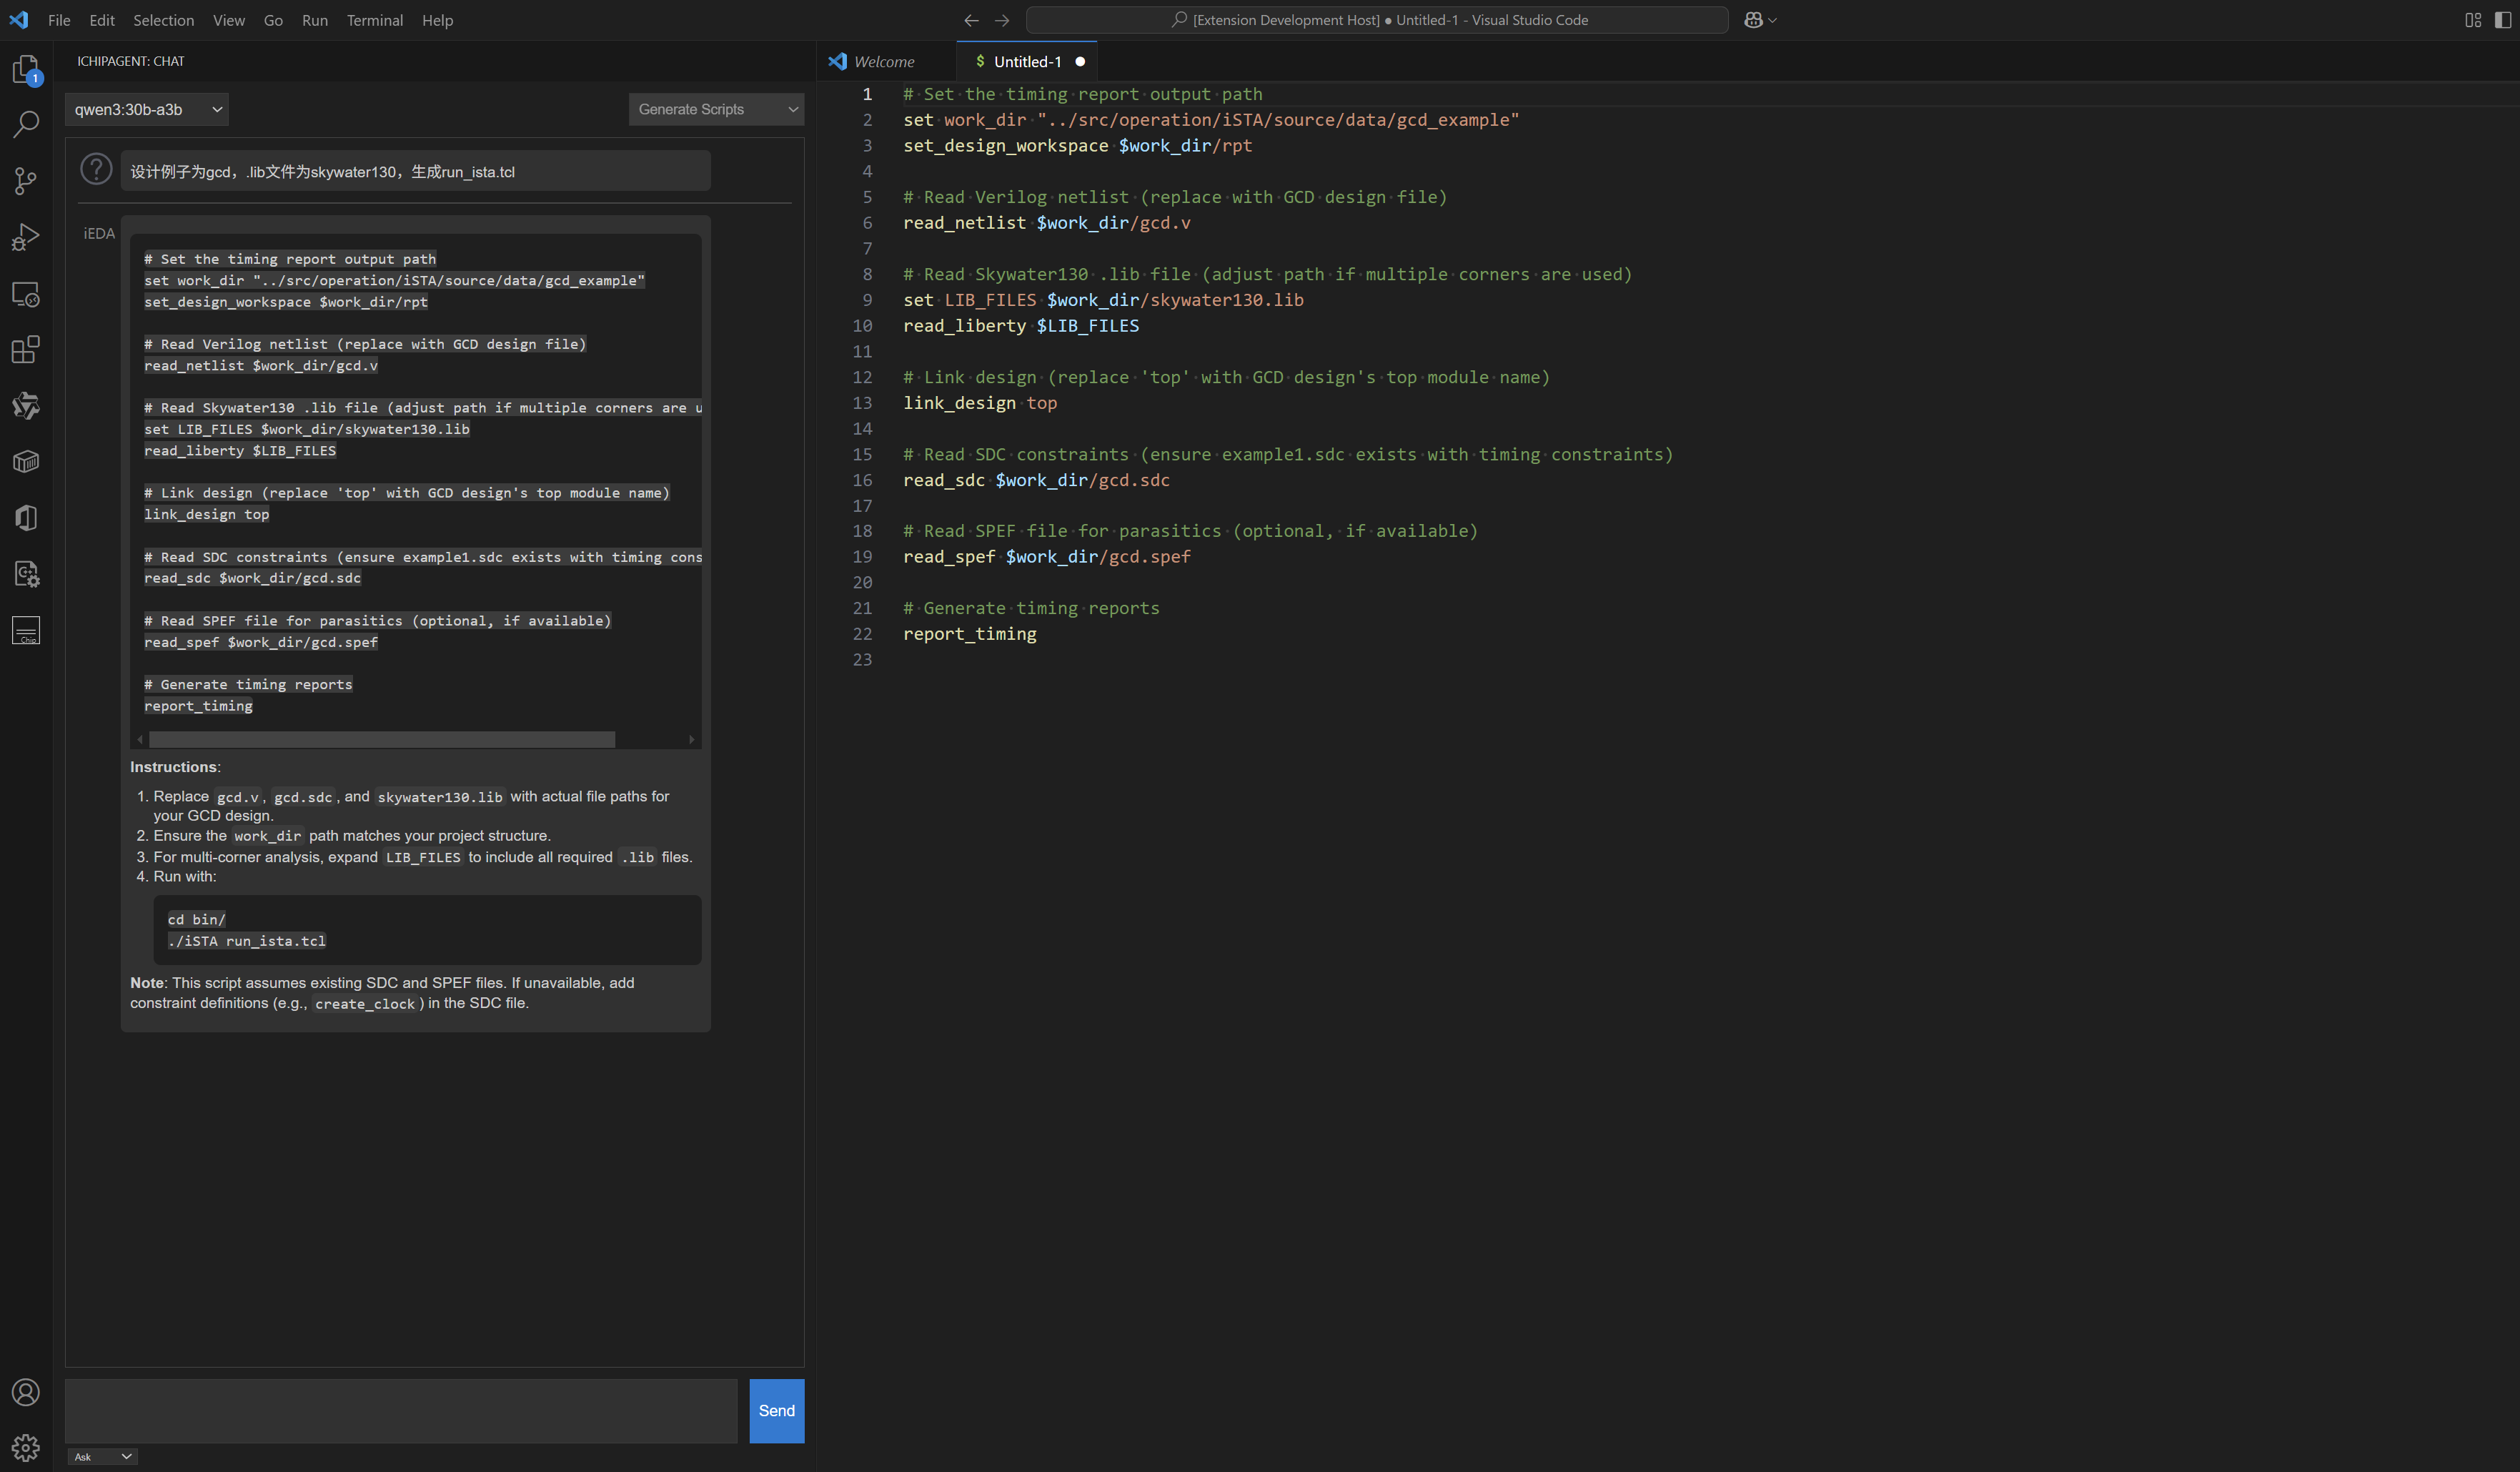 File Edit Selection View Go Run Terminal Help
[Extension Development Host] ● Untitled-1 - Visual Studio Code
1
ICHIPAGENT: CHAT
qwen3:30b-a3b
Generate Scripts
设计例子为gcd，.lib文件为skywater130，生成run_ista.tcl
iEDA
# Set the timing report output path
set work_dir "../src/operation/iSTA/source/data/gcd_example"
set_design_workspace $work_dir/rpt
# Read Verilog netlist (replace with GCD design file)
read_netlist $work_dir/gcd.v
# Read Skywater130 .lib file (adjust path if multiple corners are u
set LIB_FILES $work_dir/skywater130.lib
read_liberty $LIB_FILES
# Link design (replace 'top' with GCD design's top module name)
link_design top
# Read SDC constraints (ensure example1.sdc exists with timing cons
read_sdc $work_dir/gcd.sdc
# Read SPEF file for parasitics (optional, if available)
read_spef $work_dir/gcd.spef
# Generate timing reports
report_timing
Instructions:
1. Replace gcd.v, gcd.sdc, and skywater130.lib with actual file paths for
your GCD design.
2. Ensure the work_dir path matches your project structure.
3. For multi-corner analysis, expand LIB_FILES to include all required .lib files.
4. Run with:
cd bin/
./iSTA run_ista.tcl
Note: This script assumes existing SDC and SPEF files. If unavailable, add
constraint definitions (e.g., create_clock) in the SDC file.
Send
Ask
Chip
Welcome
$ Untitled-1 ●
1 # Set the timing report output path
2 set work_dir "../src/operation/iSTA/source/data/gcd_example"
3 set_design_workspace $work_dir/rpt
4
5 # Read Verilog netlist (replace with GCD design file)
6 read_netlist $work_dir/gcd.v
7
8 # Read Skywater130 .lib file (adjust path if multiple corners are used)
9 set LIB_FILES $work_dir/skywater130.lib
10 read_liberty $LIB_FILES
11
12 # Link design (replace 'top' with GCD design's top module name)
13 link_design top
14
15 # Read SDC constraints (ensure example1.sdc exists with timing constraints)
16 read_sdc $work_dir/gcd.sdc
17
18 # Read SPEF file for parasitics (optional, if available)
19 read_spef $work_dir/gcd.spef
20
21 # Generate timing reports
22 report_timing
23